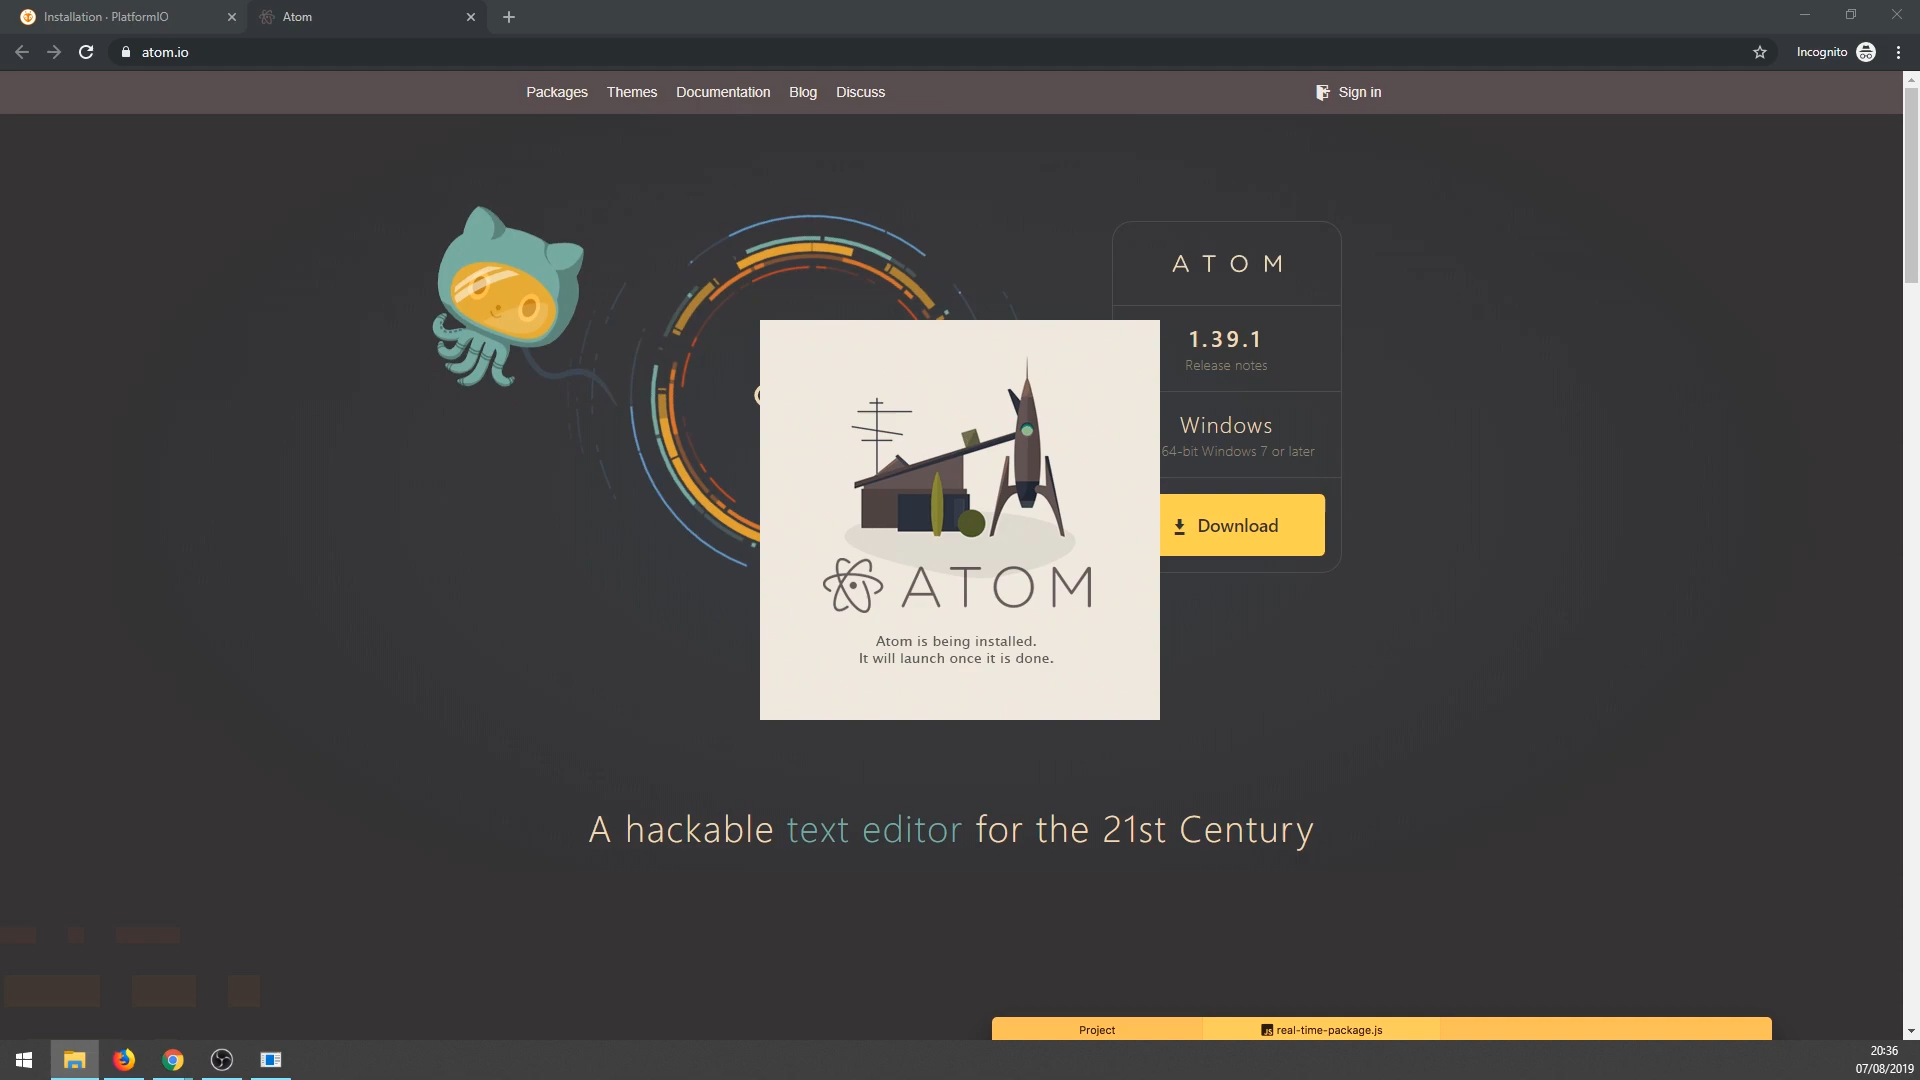 Installation · PlatformIO
Atom
atom.io
Incognito
Packages Themes Documentation Blog Discuss
Sign in
ATOM
1.39.1
Release notes
Windows
64-bit Windows 7 or later
Download
ATOM
Atom is being installed.
It will launch once it is done.
A hackable text editor for the 21st Century
Project
JS real-time-package.js
20:36
07/08/2019